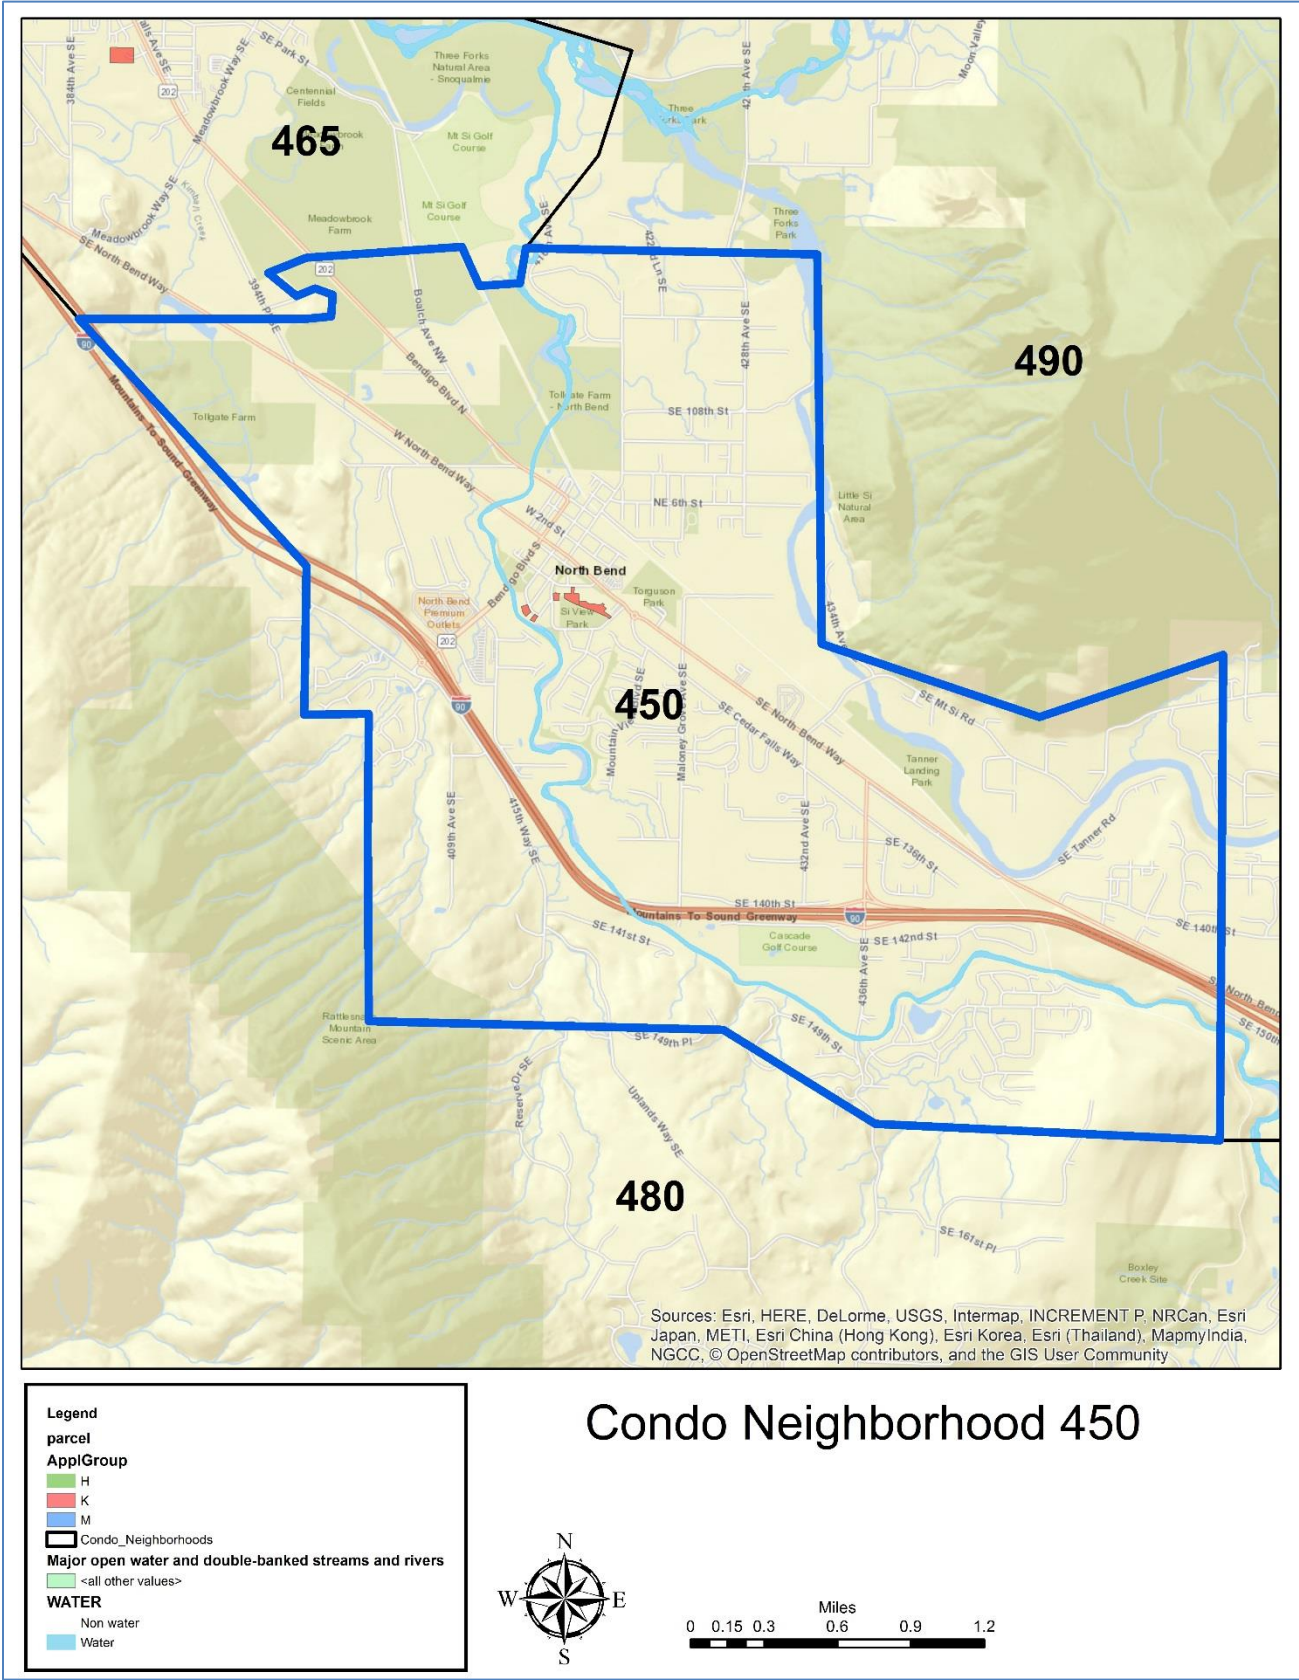 384th Ave SE
SE Park St
202
Meadowbrook Way SE
Centennial
Fields
Three Forks
Natural Area
- Snoqualmie
465
Mt Si Golf
Course
Three
Moon Valley
Kimball Creek
Meadowbrook Way SE
Meadowbrook
Farm
Mt Si Golf
Course
Three
Forks
Park
SE North Bend Way
202
394th Pl SE
Boalch Ave NW
422nd Ln SE
428th Ave SE
490
90
Mountains To Sound Greenway
Tollgate Farm
Bendigo Blvd N
Tollgate Farm
- North Bend
SE 108th St
W North Bend Way
NE 6th St
Little Si
Natural
Area
W 2nd St
North Bend
Bendigo Blvd S
North Bend
Premium
Outlets
Torguson
Park
Si View
Park
202
434th Ave
90
450
SE Mt Si Rd
Maloney Grove Ave SE
SE North Bend Way
SE Cedar Falls Way
Tanner
Landing
Park
409th Ave SE
415th Way SE
432nd Ave SE
SE 136th St
SE Tanner Rd
SE 140th St
Mountains To Sound Greenway
90
SE 140th St
SE 141st St
Cascade
Golf Course
SE 142nd St
436th Ave SE
SE North Bend
SE 150th
Rattlesnake
Mountain
Scenic Area
SE 149th Pl
SE 149th St
Reserve Dr SE
Uplands Way SE
480
SE 161st Pl
Boxley
Creek Site
Sources: Esri, HERE, DeLorme, USGS, Intermap, INCREMENT P, NRCan, Esri
Japan, METI, Esri China (Hong Kong), Esri Korea, Esri (Thailand), MapmyIndia,
NGCC, © OpenStreetMap contributors, and the GIS User Community
Condo Neighborhood 450
Legend
parcel
ApplGroup
H
K
M
Condo_Neighborhoods
Major open water and double-banked streams and rivers
<all other values>
WATER
Non water
Water
N
W E
S
Miles
0 0.15 0.3 0.6 0.9 1.2